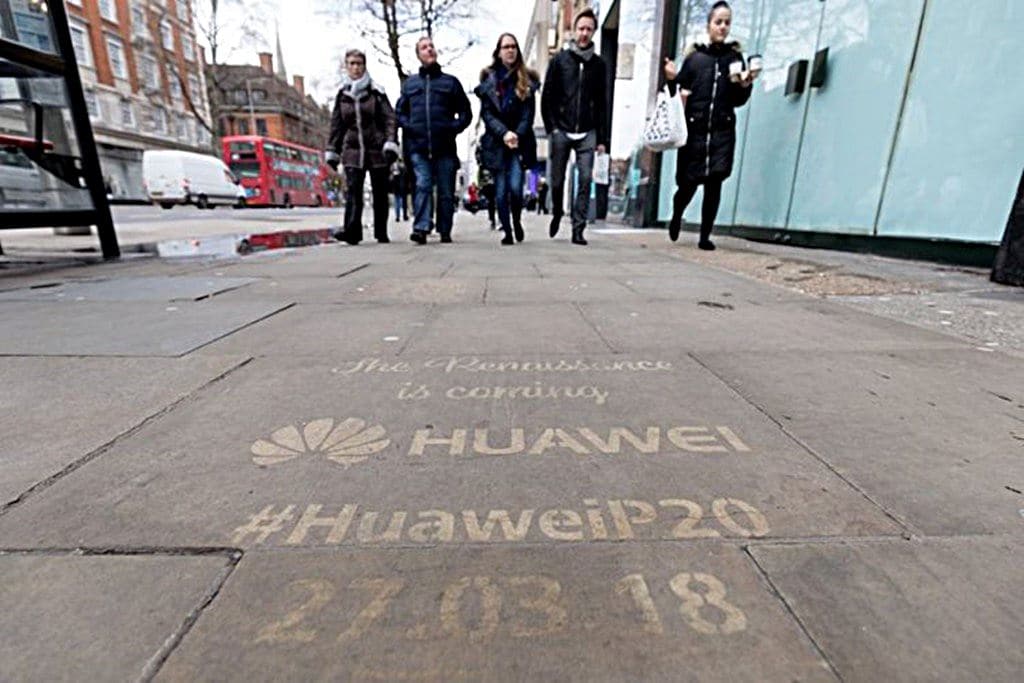 The Renaissance
is coming
HUAWEI
#HuaweiP20
27.03 18